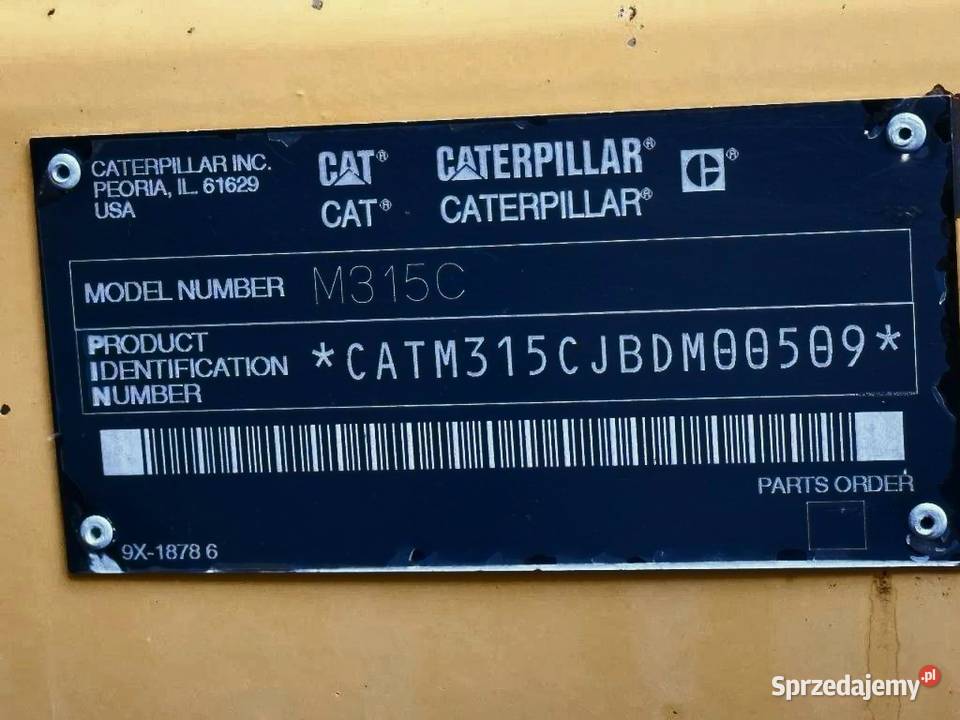 CATERPILLAR INC.
PEORIA, IL. 61629
USA
CAT® CATERPILLAR® ®
CAT® CATERPILLAR®
MODEL NUMBER M315C
PRODUCT
IDENTIFICATION
NUMBER
*CATM315CJBDM00509*
PARTS ORDER
9X-1878 6
Sprzedajemy.pl